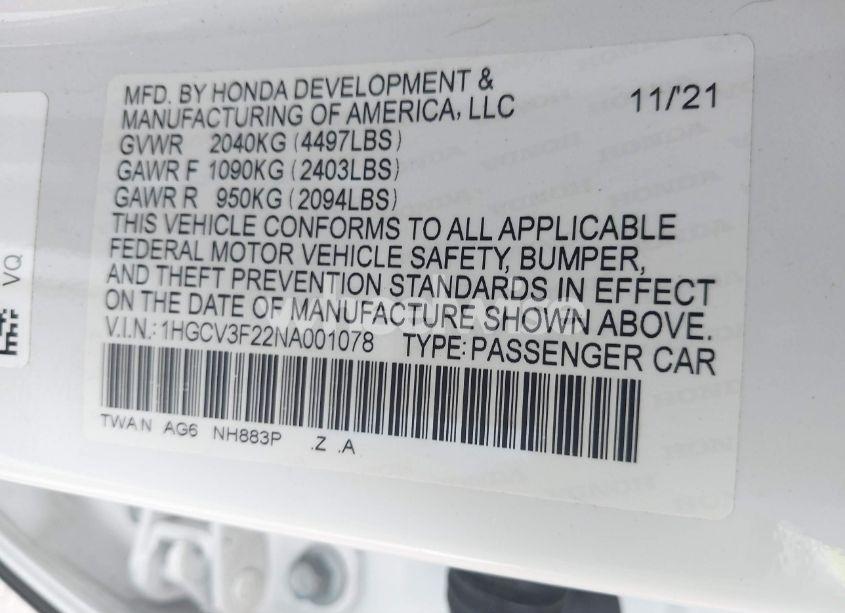 MFD. BY HONDA DEVELOPMENT &
MANUFACTURING OF AMERICA, LLC 11/'21
GVWR 2040KG (4497LBS)
GAWR F 1090KG (2403LBS)
GAWR R 950KG (2094LBS)
THIS VEHICLE CONFORMS TO ALL APPLICABLE
FEDERAL MOTOR VEHICLE SAFETY, BUMPER,
AND THEFT PREVENTION STANDARDS IN EFFECT
ON THE DATE OF MANUFACTURE SHOWN ABOVE.
V.I.N.: 1HGCV3F22NA001078 TYPE: PASSENGER CAR
TWAN AG6 NH883P .Z .A
VQ